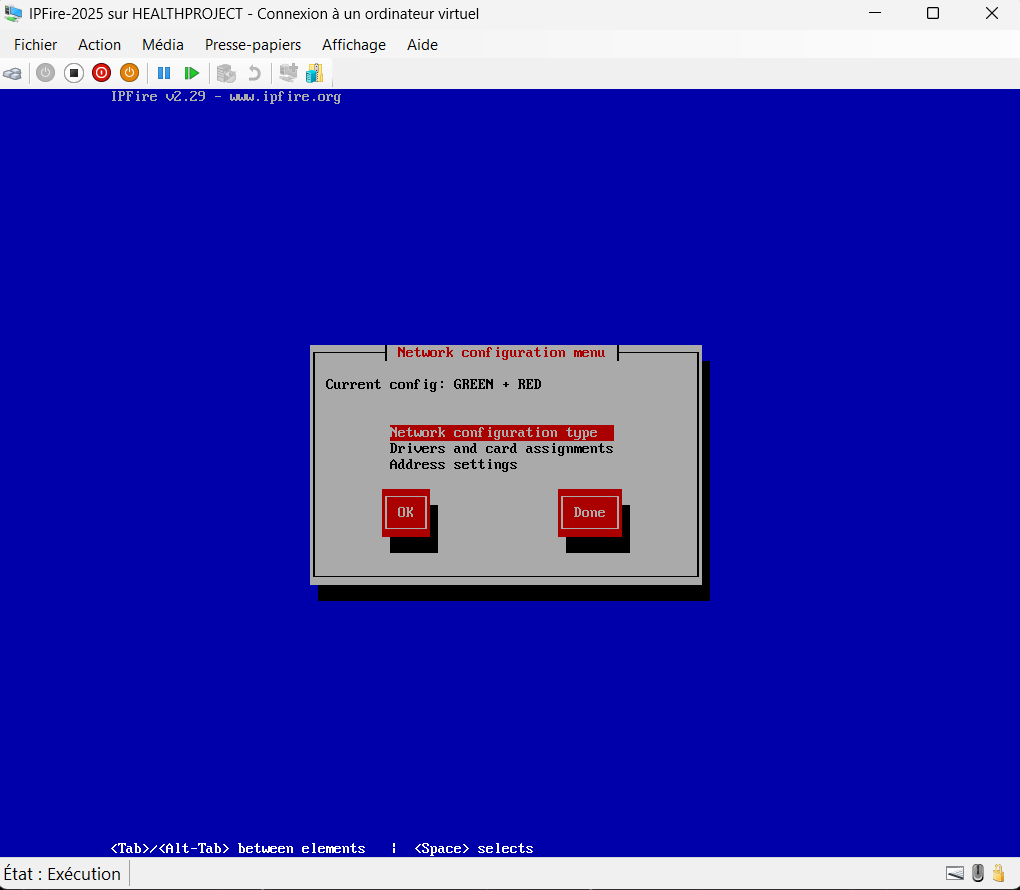 IPFire-2025 sur HEALTHPROJECT - Connexion à un ordinateur virtuel
Fichier Action Média Presse-papiers Affichage Aide
IPFire v2.29 - www.ipfire.org
Network configuration menu
Current config: GREEN + RED
Network configuration type
Drivers and card assignments
Address settings
OK Done
<Tab>/<Alt-Tab> between elements | <Space> selects
État : Exécution